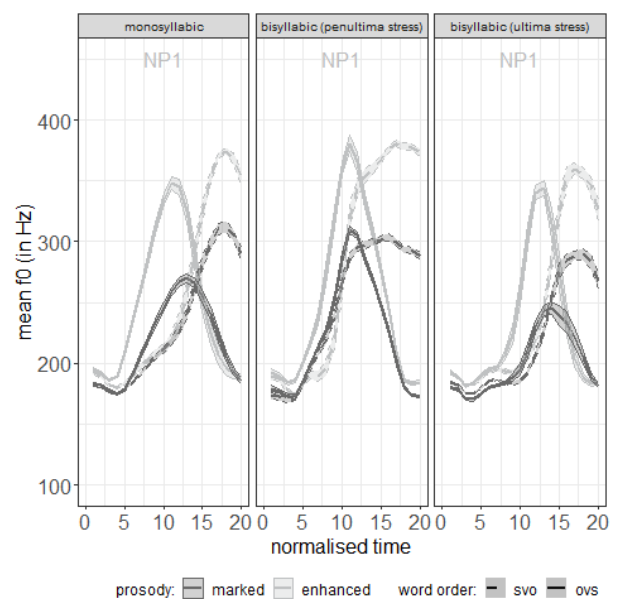 monosyllabic
bisyllabic (penultima stress)
bisyllabic (ultima stress)
NP1
NP1
NP1
400
300
200
100
mean f0 (in Hz)
0 5 10 15 20
0 5 10 15 20
0 5 10 15 20
normalised time
prosody: marked enhanced word order: svo ovs